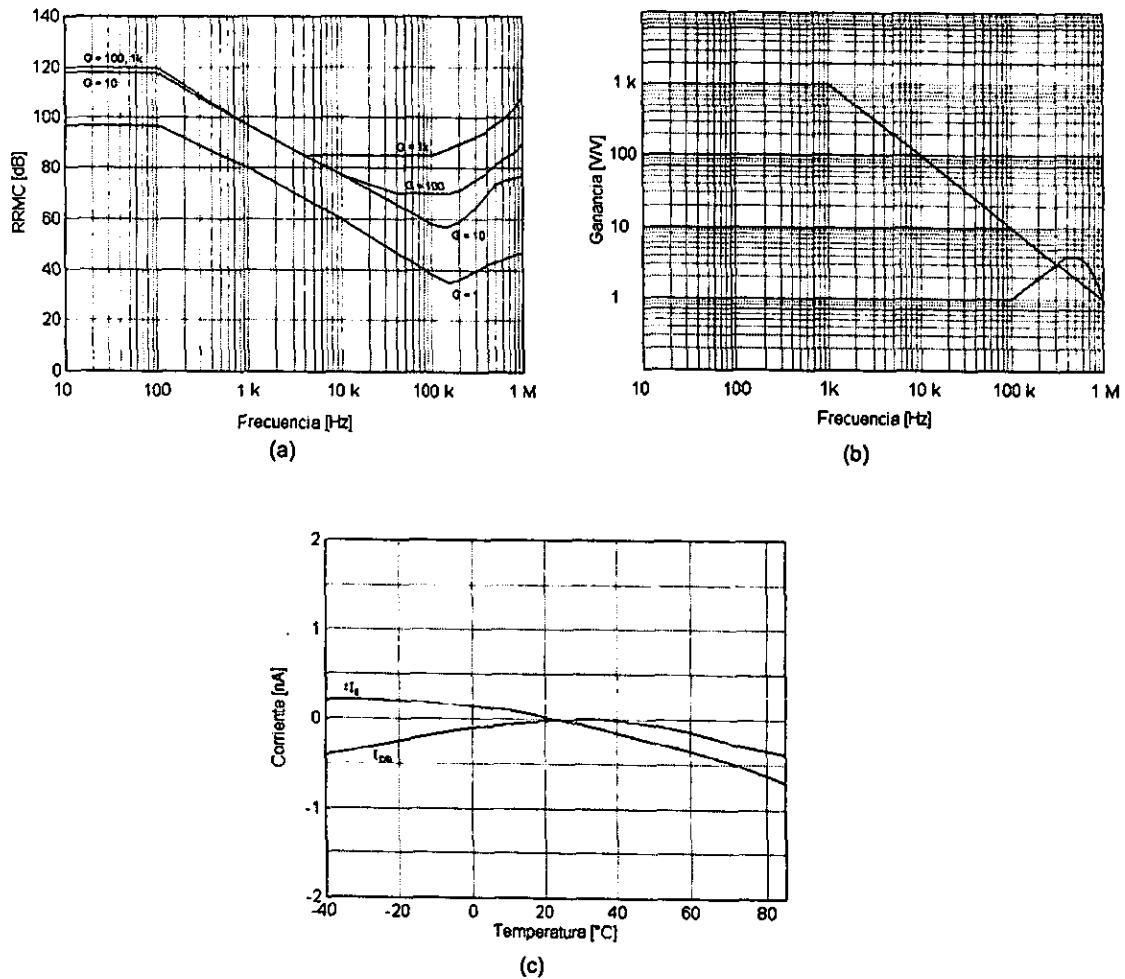 140
120
100
80
60
40
20
0
RRMC [dB]
G = 100, 1k
G = 10
G = 1k
G = 100
G = 10
G = 1
10
100
1 k
10 k
100 k
1 M
Frecuencia [Hz]
(a)
1 k
100
10
1
Ganancia [V/V]
10
100
1k
10 k
100 k
1 M
Frecuencia [Hz]
(b)
2
1
0
-1
-2
Corriente [nA]
-40
-20
0
20
40
60
80
Temperatura [°C]
(c)